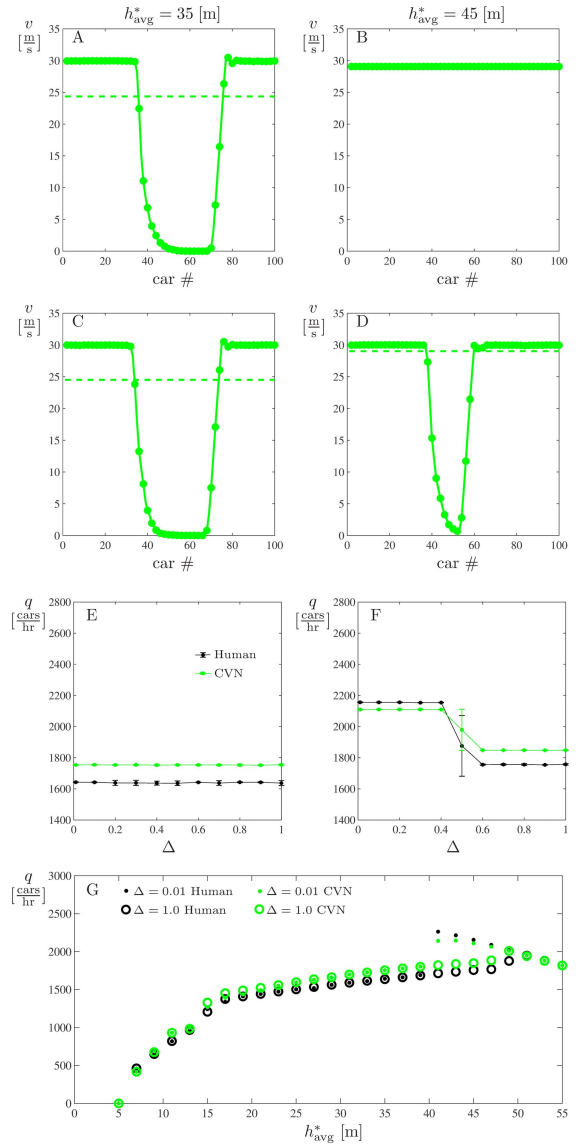 h*avg = 35 [m]
h*avg = 45 [m]
v [m/s]
A
35
30
25
20
15
10
5
0
0 20 40 60 80 100
car #
v [m/s]
B
35
30
25
20
15
10
5
0
0 20 40 60 80 100
car #
v [m/s]
C
35
30
25
20
15
10
5
0
0 20 40 60 80 100
car #
v [m/s]
D
35
30
25
20
15
10
5
0
0 20 40 60 80 100
car #
q [cars/hr]
E
2800
2600
2400
2200
2000
1800
1600
1400
Human
CVN
0 0.2 0.4 0.6 0.8 1
Δ
q [cars/hr]
F
2800
2600
2400
2200
2000
1800
1600
1400
0 0.2 0.4 0.6 0.8 1
Δ
q [cars/hr]
G
3000
2500
2000
1500
1000
500
0
Δ = 0.01 Human
Δ = 0.01 CVN
Δ = 1.0 Human
Δ = 1.0 CVN
0 5 10 15 20 25 30 35 40 45 50 55
h*avg [m]